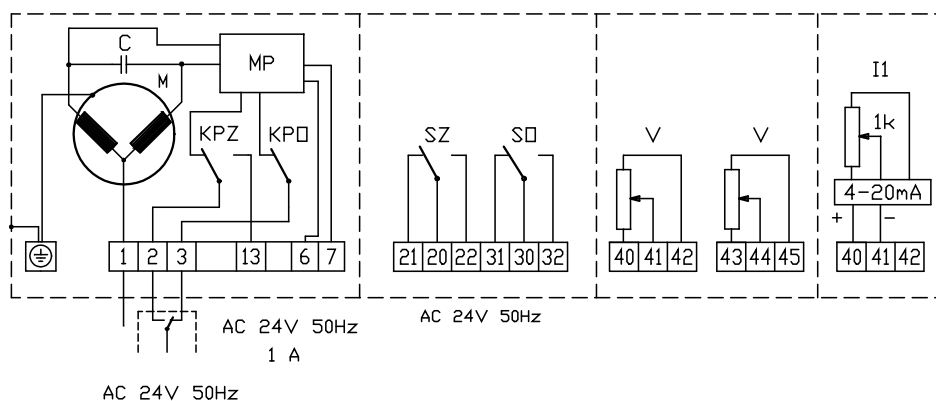 C
MP
M
KPZ
KPO
1 2 3 13 6 7
AC 24V 50Hz
1 A
AC 24V 50Hz
SZ
SO
21 20 22 31 30 32
AC 24V 50Hz
V
V
40 41 42
43 44 45
I1
1k
4-20mA
+ -
40 41 42